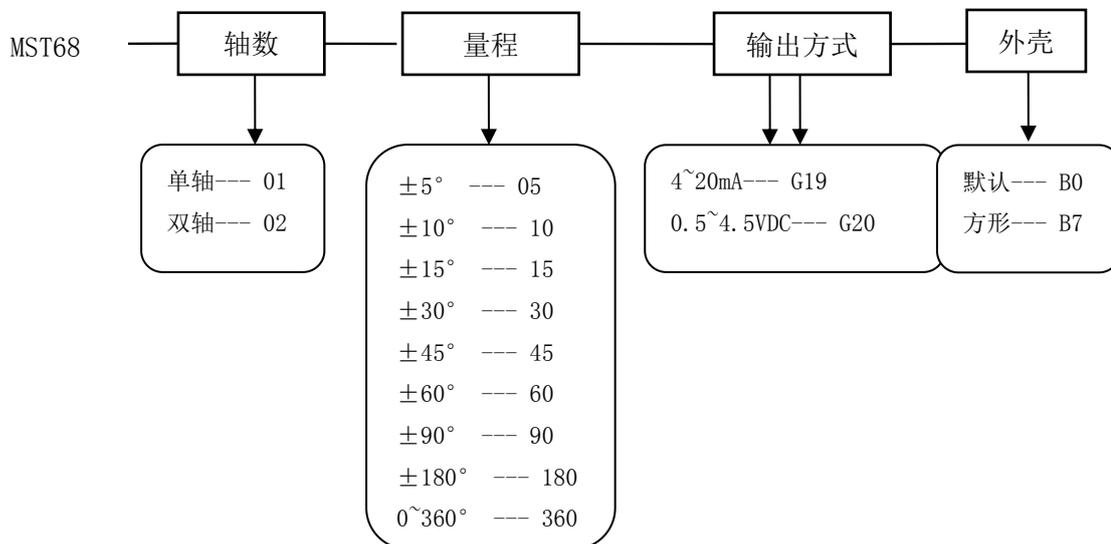 MST68
轴数
量程
输出方式
外壳
单轴--- 01
双轴--- 02
±5° --- 05
±10° --- 10
±15° --- 15
±30° --- 30
±45° --- 45
±60° --- 60
±90° --- 90
±180° --- 180
0~360° --- 360
4~20mA--- G19
0.5~4.5VDC--- G20
默认--- B0
方形--- B7